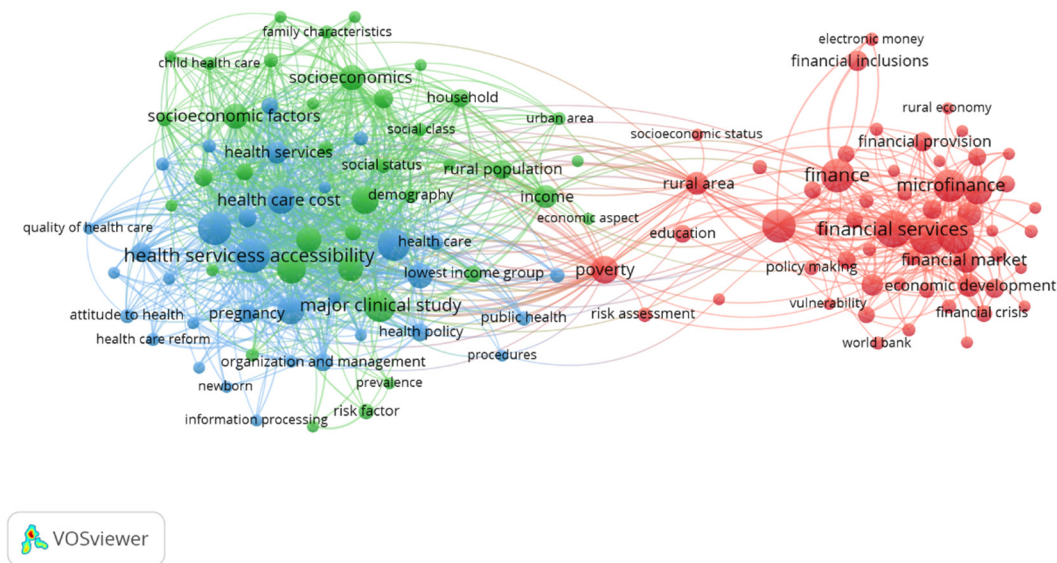 family characteristics
electronic money
child health care
financial inclusions
socioeconomics
household
rural economy
socioeconomic factors
urban area
social class
socioeconomic status
financial provision
health services
social status
rural population
rural area
finance
microfinance
health care cost
demography
income
economic aspect
quality of health care
health care
education
financial services
health servicess accessibility
lowest income group
poverty
policy making
financial market
economic development
major clinical study
vulnerability
attitude to health
pregnancy
public health
risk assessment
financial crisis
health care reform
health policy
world bank
organization and management
procedures
newborn
prevalence
information processing
risk factor
VOSviewer